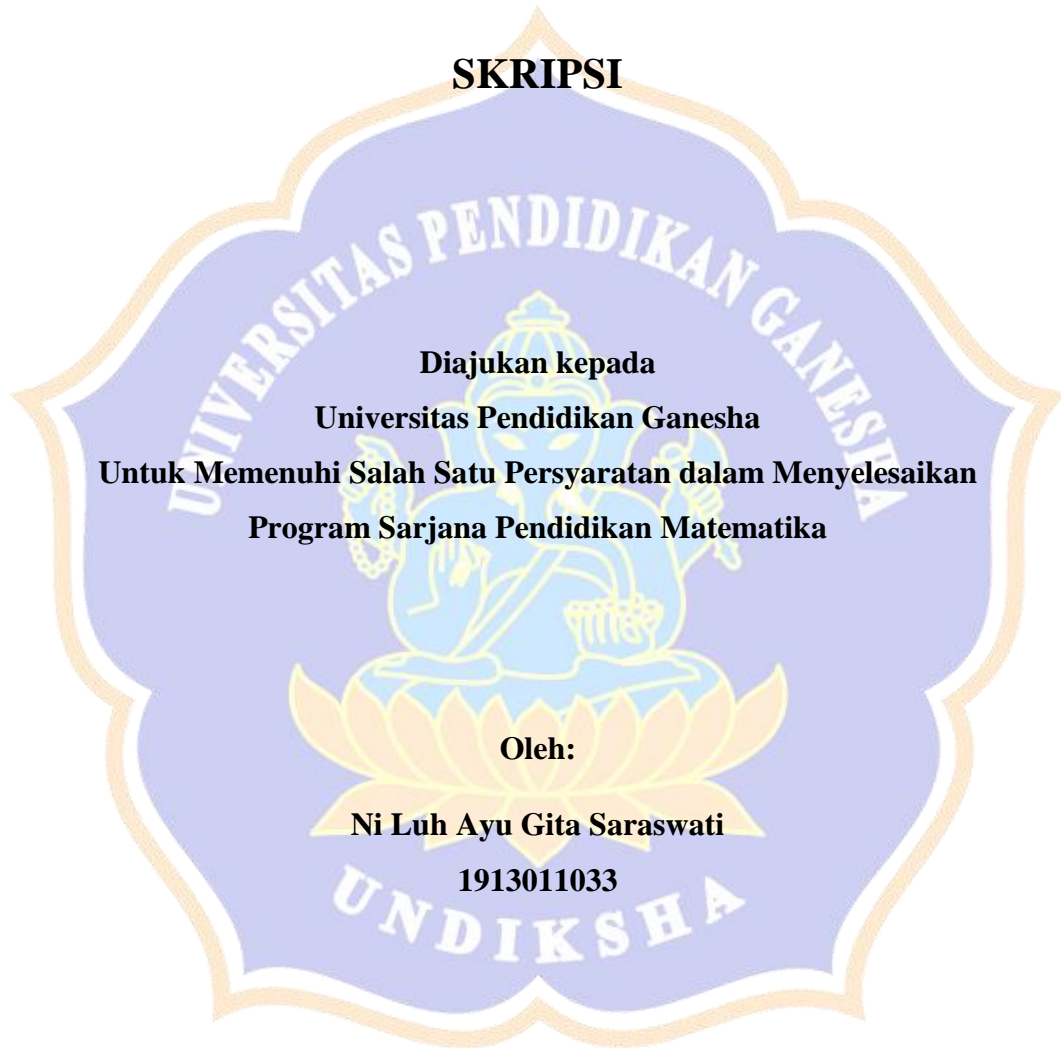 SKRIPSI
UNIVERSITAS PENDIDIKAN GANESHA
Diajukan kepada
Universitas Pendidikan Ganesha
Untuk Memenuhi Salah Satu Persyaratan dalam Menyelesaikan
Program Sarjana Pendidikan Matematika
Oleh:
Ni Luh Ayu Gita Saraswati
1913011033
UNDIKSHA